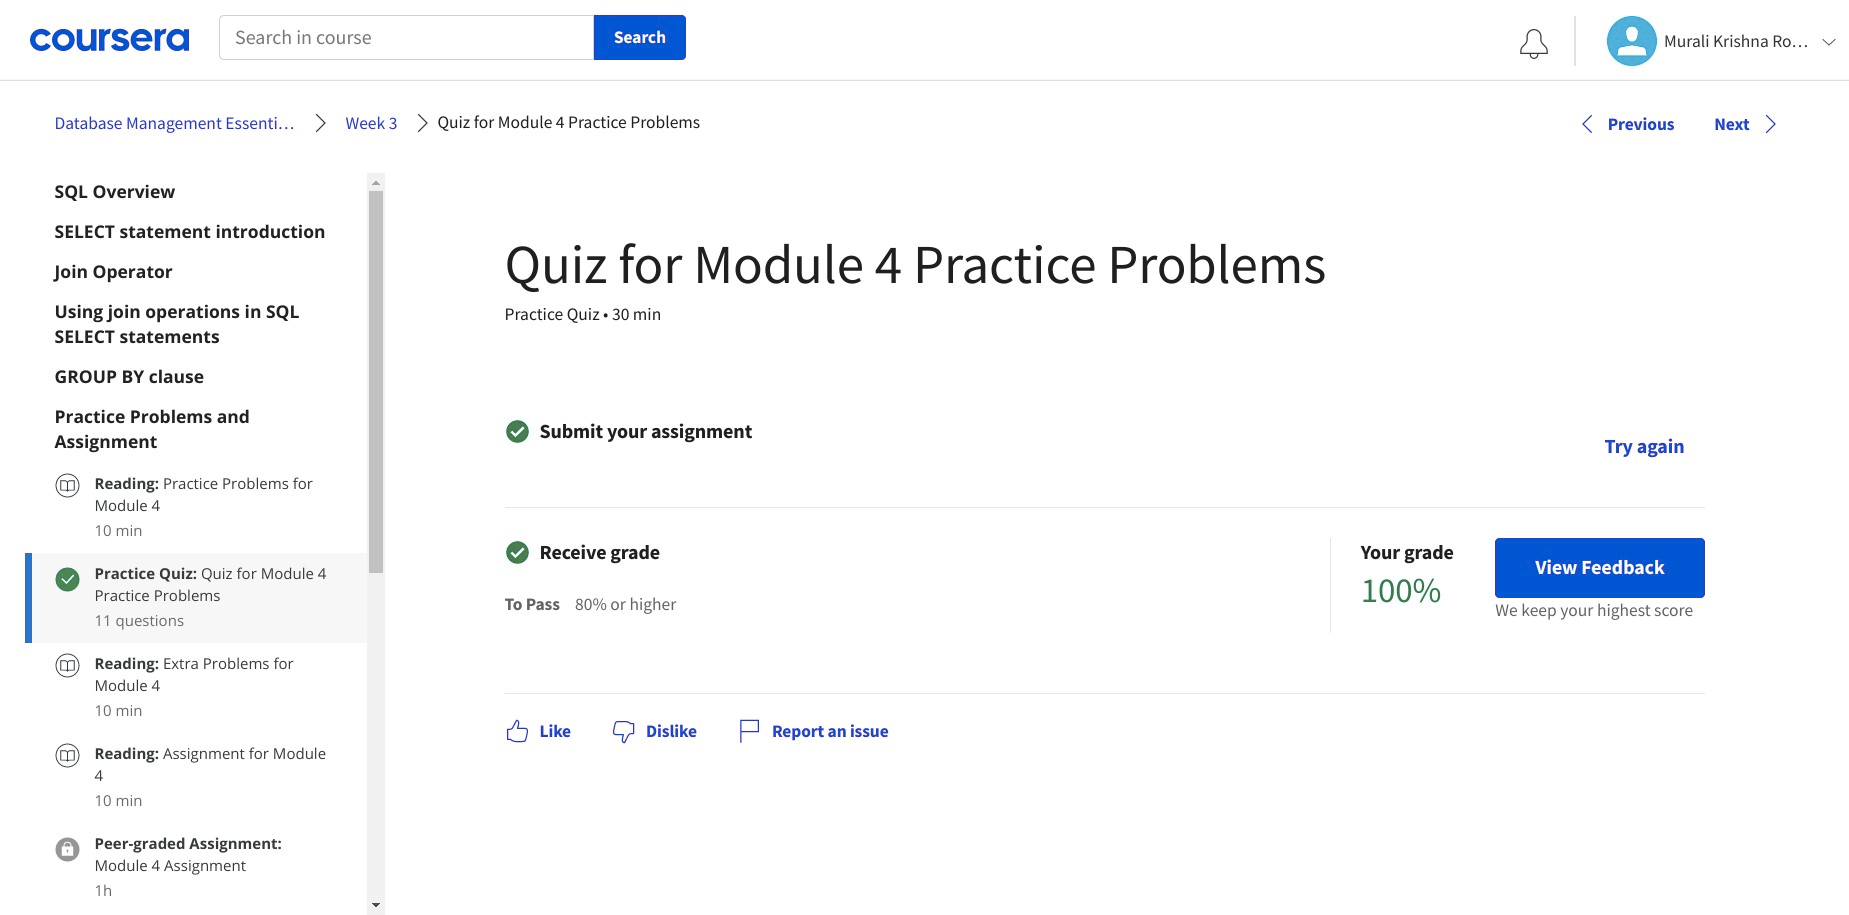 coursera
Search in course
Search
Murali Krishna Ro...
Database Management Essenti...
Week 3
Quiz for Module 4 Practice Problems
Previous
Next
SQL Overview
SELECT statement introduction
Join Operator
Using join operations in SQL
SELECT statements
GROUP BY clause
Practice Problems and
Assignment
Reading: Practice Problems for
Module 4
10 min
Practice Quiz: Quiz for Module 4
Practice Problems
11 questions
Reading: Extra Problems for
Module 4
10 min
Reading: Assignment for Module
4
10 min
Peer-graded Assignment:
Module 4 Assignment
1h
Quiz for Module 4 Practice Problems
Practice Quiz • 30 min
Submit your assignment
Try again
Receive grade
To Pass 80% or higher
Your grade
100%
View Feedback
We keep your highest score
Like
Dislike
Report an issue